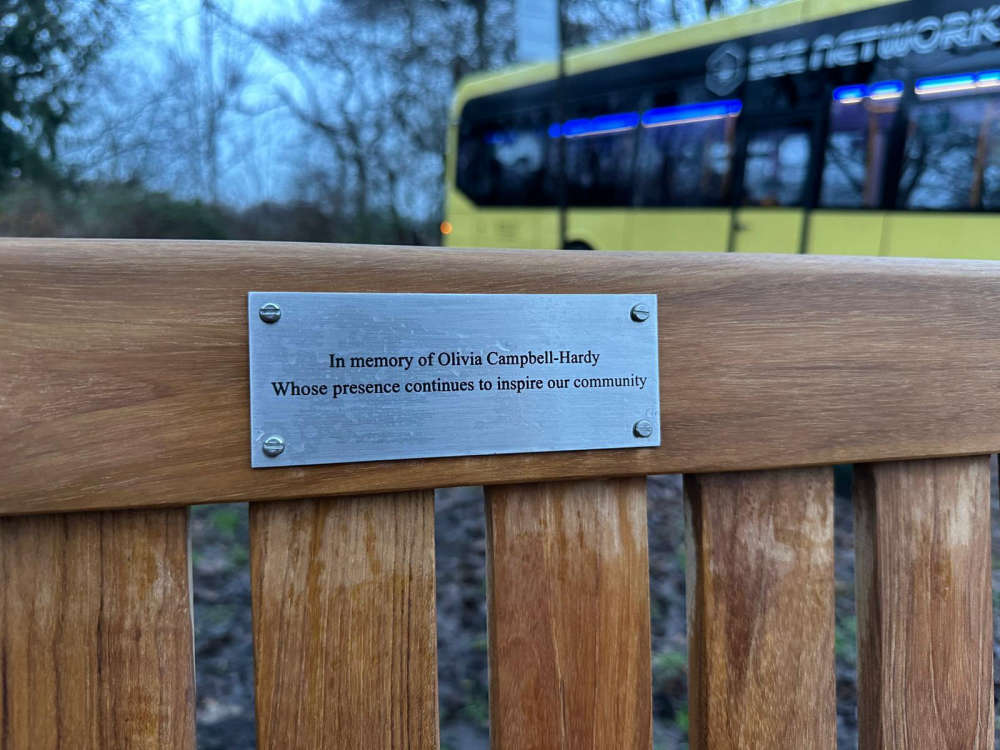 BEE NETWORK
In memory of Olivia Campbell-Hardy
Whose presence continues to inspire our community